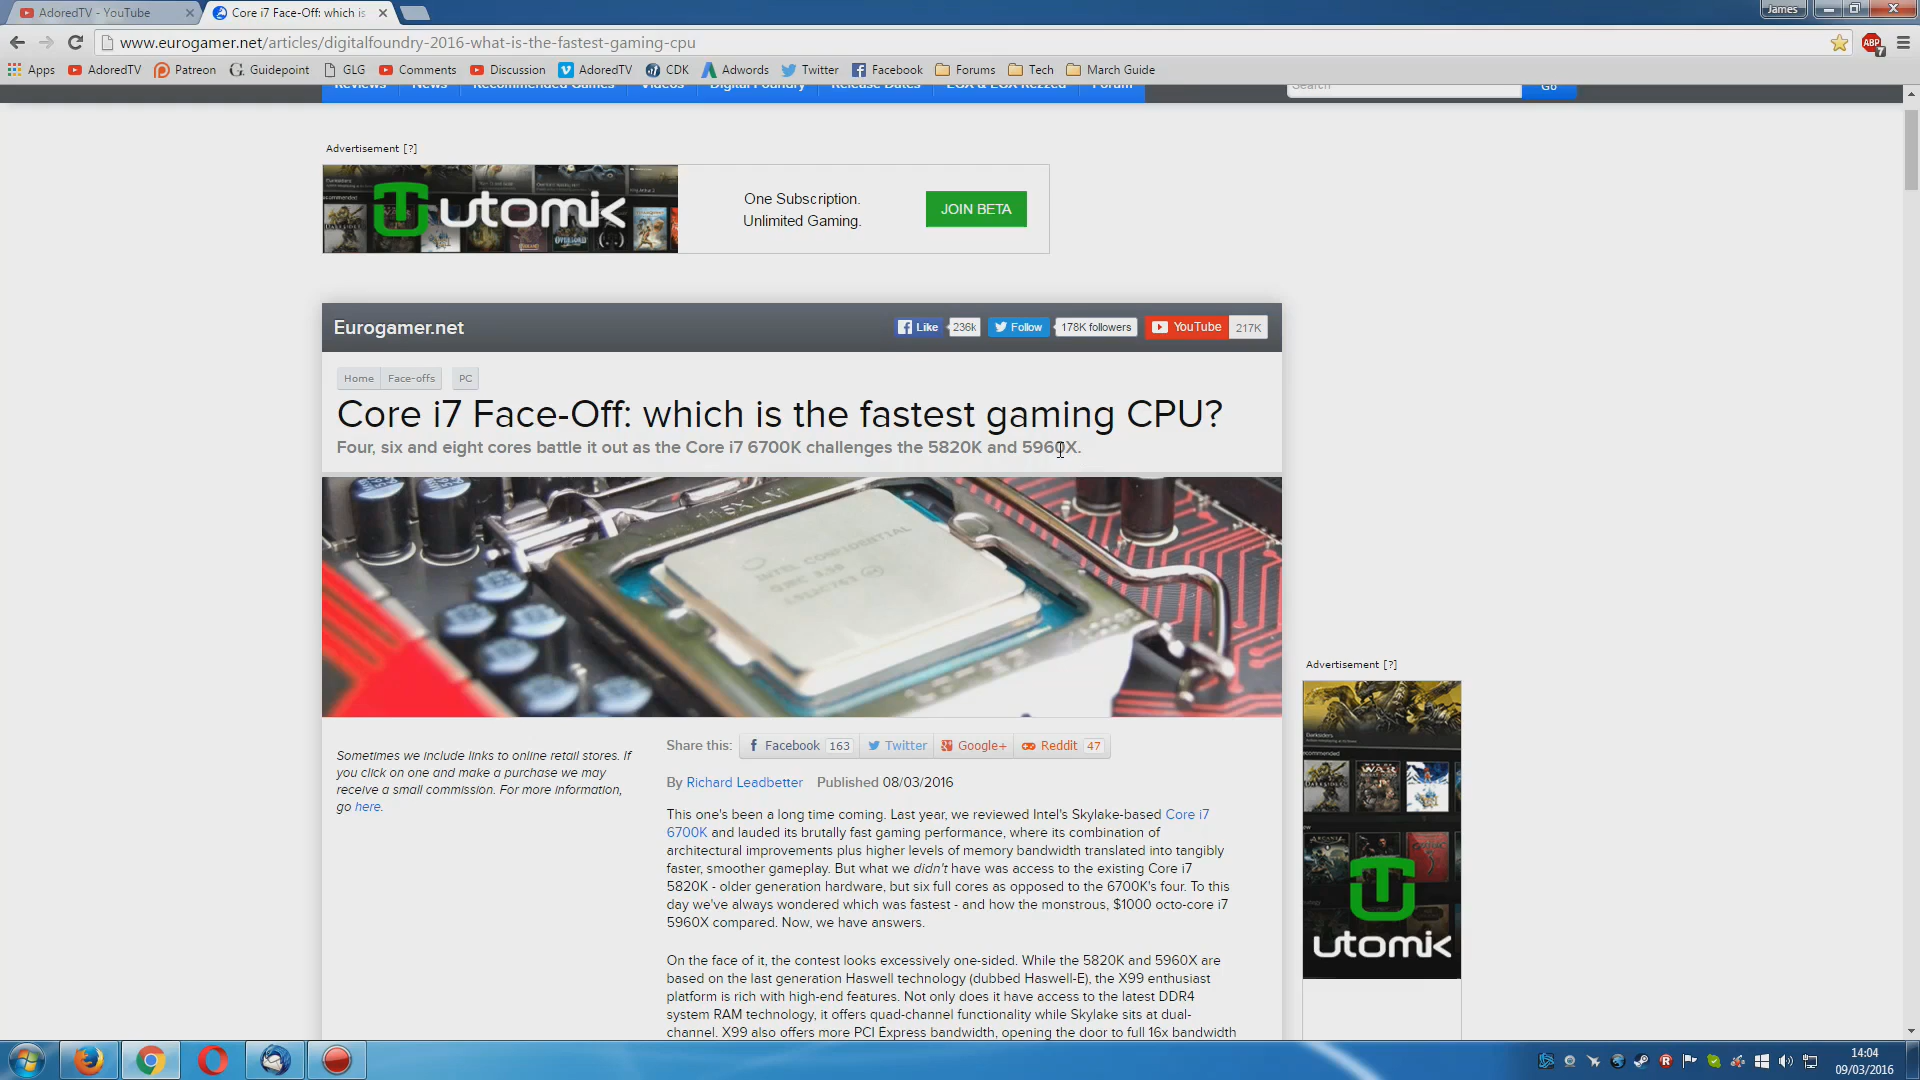 AdoredTV - YouTube
Core i7 Face-Off: which is
James
www.eurogamer.net/articles/digitalfoundry-2016-what-is-the-fastest-gaming-cpu
ABP
7
Apps AdoredTV Patreon Guidepoint GLG Comments Discussion AdoredTV CDK Adwords Twitter Facebook Forums Tech March Guide
Reviews News Recommended Games Videos Digital Foundry Release Dates EGX & EGX Rezzed Forum Search Go
Advertisement [?]
utomik
One Subscription.
Unlimited Gaming.
JOIN BETA
Eurogamer.net
Like 236k Follow 178K followers YouTube 217K
Home Face-offs PC
Core i7 Face-Off: which is the fastest gaming CPU?
Four, six and eight cores battle it out as the Core i7 6700K challenges the 5820K and 5960X.
INTEL CONFIDENTIAL
Sometimes we include links to online retail stores. If
you click on one and make a purchase we may
receive a small commission. For more information,
go here.
Share this: Facebook 163 Twitter Google+ Reddit 47
By Richard Leadbetter Published 08/03/2016
This one's been a long time coming. Last year, we reviewed Intel's Skylake-based Core i7
6700K and lauded its brutally fast gaming performance, where its combination of
architectural improvements plus higher levels of memory bandwidth translated into tangibly
faster, smoother gameplay. But what we didn't have was access to the existing Core i7
5820K - older generation hardware, but six full cores as opposed to the 6700K's four. To this
day we've always wondered which was fastest - and how the monstrous, $1000 octo-core i7
5960X compared. Now, we have answers.
On the face of it, the contest looks excessively one-sided. While the 5820K and 5960X are
based on the last generation Haswell technology (dubbed Haswell-E), the X99 enthusiast
platform is rich with high-end features. Not only does it have access to the latest DDR4
system RAM technology, it offers quad-channel functionality while Skylake sits at dual-
channel. X99 also offers more PCI Express bandwidth, opening the door to full 16x bandwidth
Advertisement [?]
utomik
14:04
09/03/2016